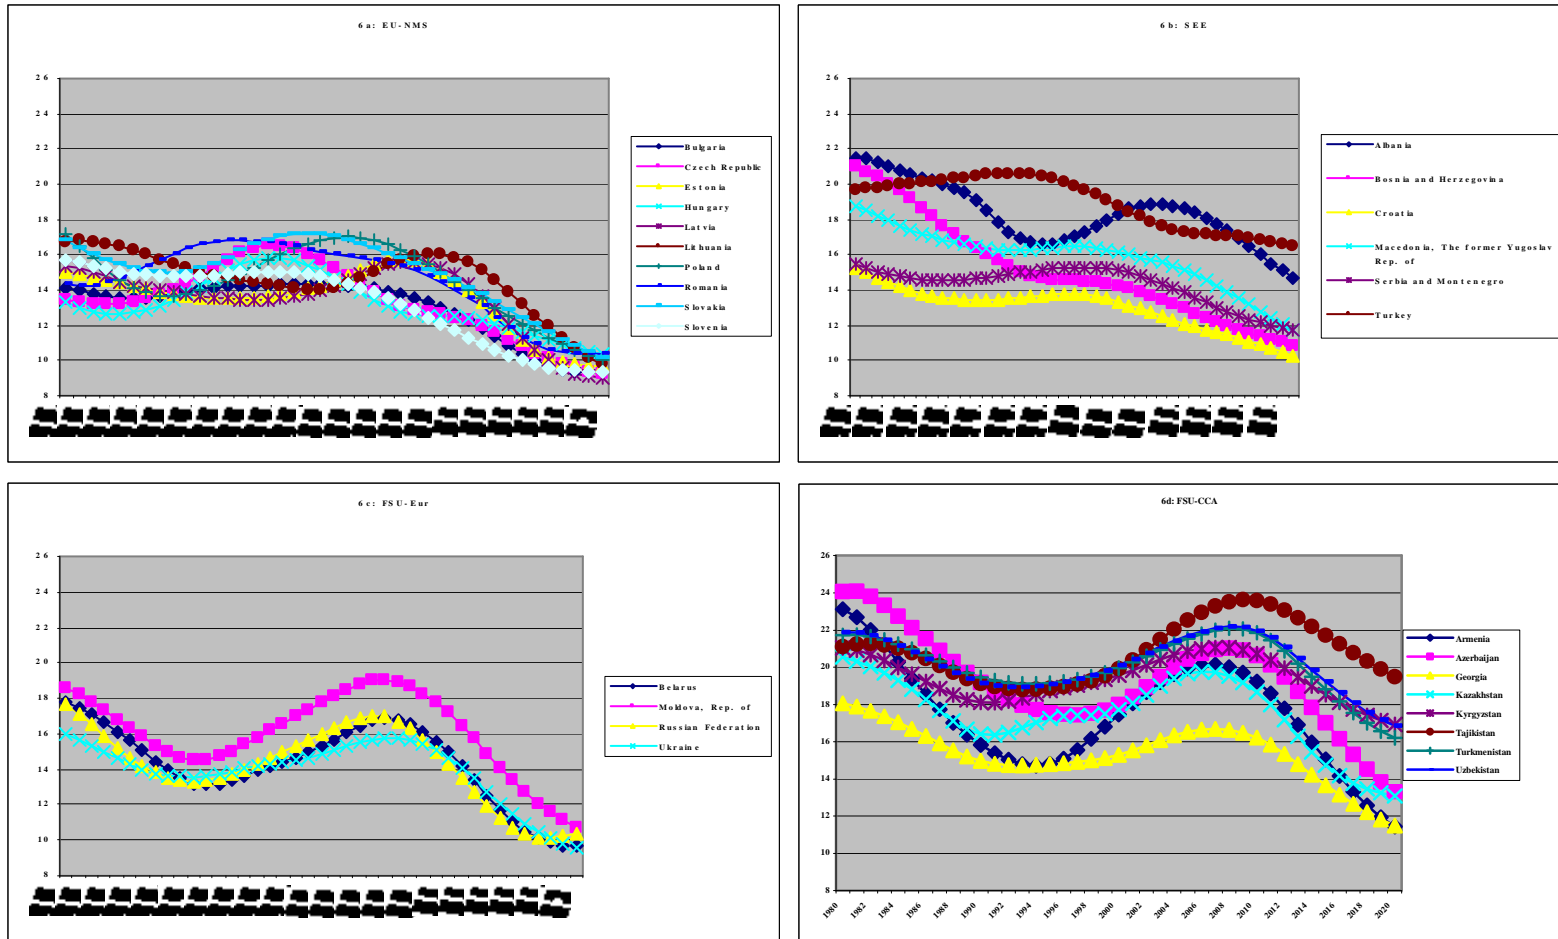 6a: EU-NMS
26
24
22
20
18
16
14
12
10
8
Bulgaria
Czech Republic
Estonia
Hungary
Latvia
Lithuania
Poland
Romania
Slovakia
Slovenia
6b: SEE
26
24
22
20
18
16
14
12
10
8
Albania
Bosnia and Herzegovina
Croatia
Macedonia, The former Yugoslav
Rep. of
Serbia and Montenegro
Turkey
6c: FSU-Eur
26
24
22
20
18
16
14
12
10
8
Belarus
Moldova, Rep. of
Russian Federation
Ukraine
6d: FSU-CCA
26
24
22
20
18
16
14
12
10
8
1980 1982 1984 1986 1988 1990 1992 1994 1996 1998 2000 2002 2004 2006 2008 2010 2012 2014 2016 2018 2020
Armenia
Azerbaijan
Georgia
Kazakhstan
Kyrgyzstan
Tajikistan
Turkmenistan
Uzbekistan